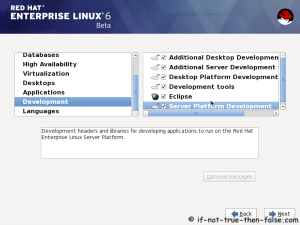 RED HAT
ENTERPRISE LINUX 6
Beta
Databases
High Availability
Virtualization
Desktops
Applications
Development
Languages
Additional Desktop Developmen
Additional Server Development
Desktop Platform Development
Development tools
Eclipse
Server Platform Development
Development headers and libraries for developing applications to run on the Red Hat
Enterprise Linux Server Platform.
Optional packages
Back
Next
© if-not-true-then-false.com